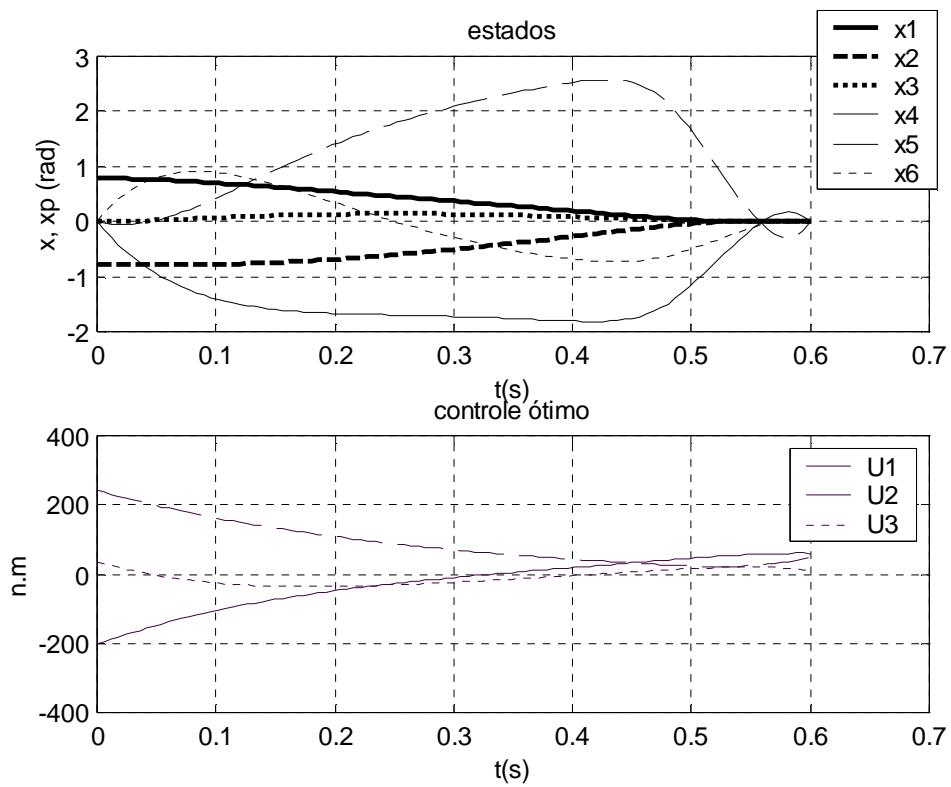 estados
x1
x2
x3
x4
x5
x6
x, xp (rad)
3
2
1
0
-1
-2
0 0.1 0.2 0.3 0.4 0.5 0.6 0.7
t(s)
controle ótimo
U1
U2
U3
n.m
400
200
0
-200
-400
0 0.1 0.2 0.3 0.4 0.5 0.6 0.7
t(s)